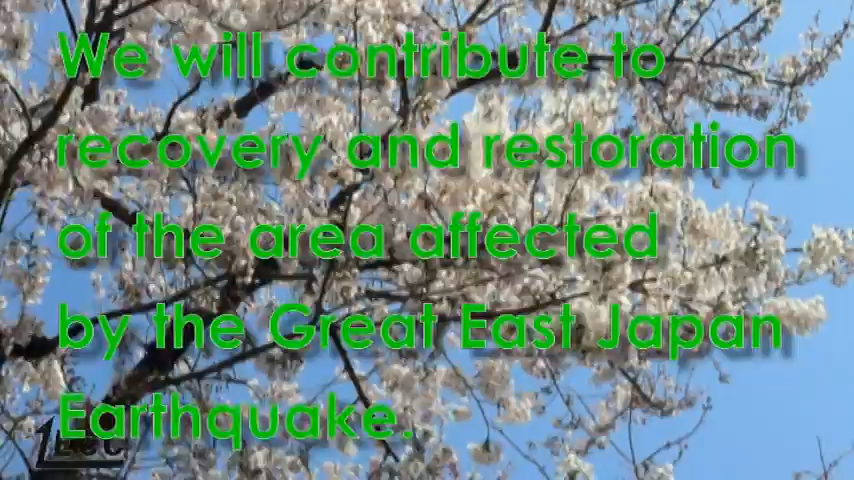 We will contribute to
recovery and restoration
of the area affected
by the Great East Japan
Earthquake.